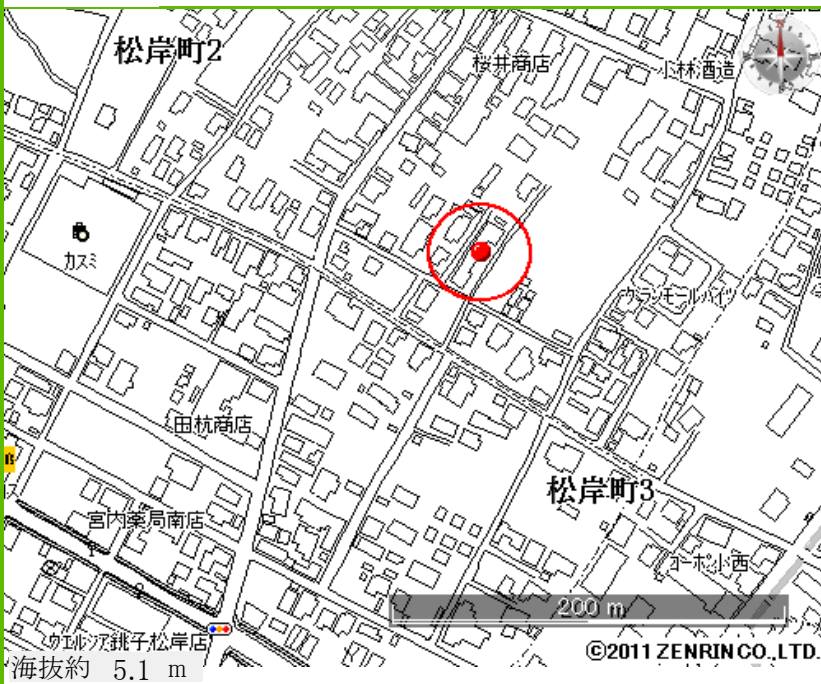 松岸町2
桜井商店
小林酒造
カスミ
グランモールハイツ
田杭商店
松岸町3
宮内薬局南店
コーポ小西
200 m
ウエルシア銚子松岸店
©2011 ZENRIN CO., LTD.
海抜約 5.1 m